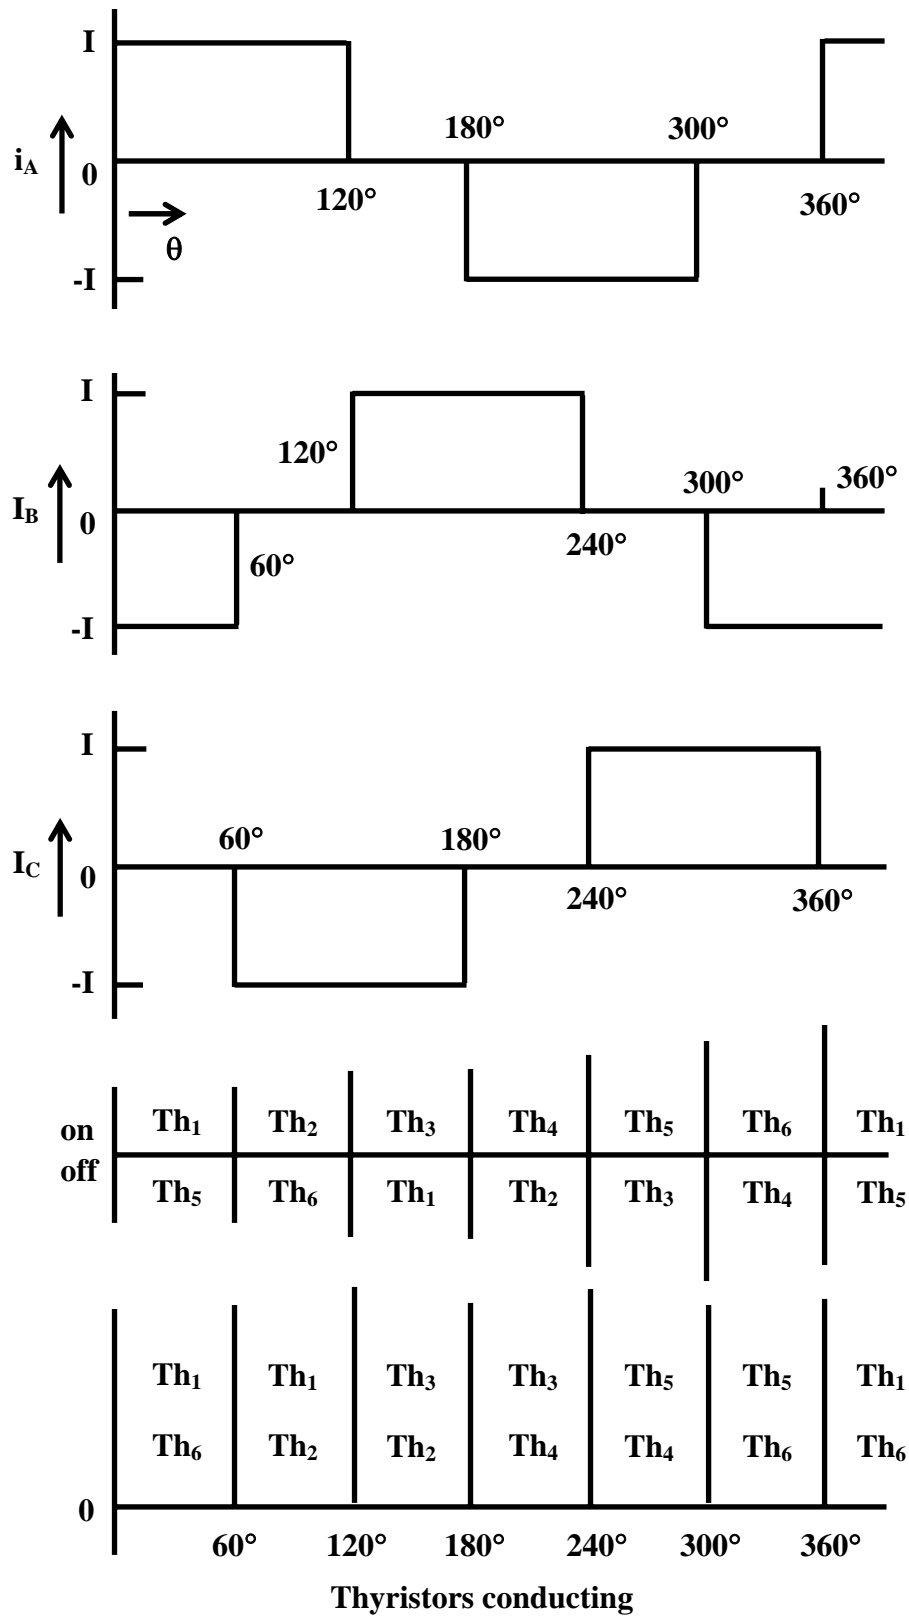 I
180° 300°
i_A
0
120° 360°
θ
-I
I
120° 300° 360°
I_B
0
60° 240°
-I
I
60° 180°
I_C
0
240° 360°
-I
on Th₁ Th₂ Th₃ Th₄ Th₅ Th₆ Th₁
off Th₅ Th₆ Th₁ Th₂ Th₃ Th₄ Th₅
Th₁ Th₁ Th₃ Th₃ Th₅ Th₅ Th₁
Th₆ Th₂ Th₂ Th₄ Th₄ Th₆ Th₆
0
60° 120° 180° 240° 300° 360°
Thyristors conducting